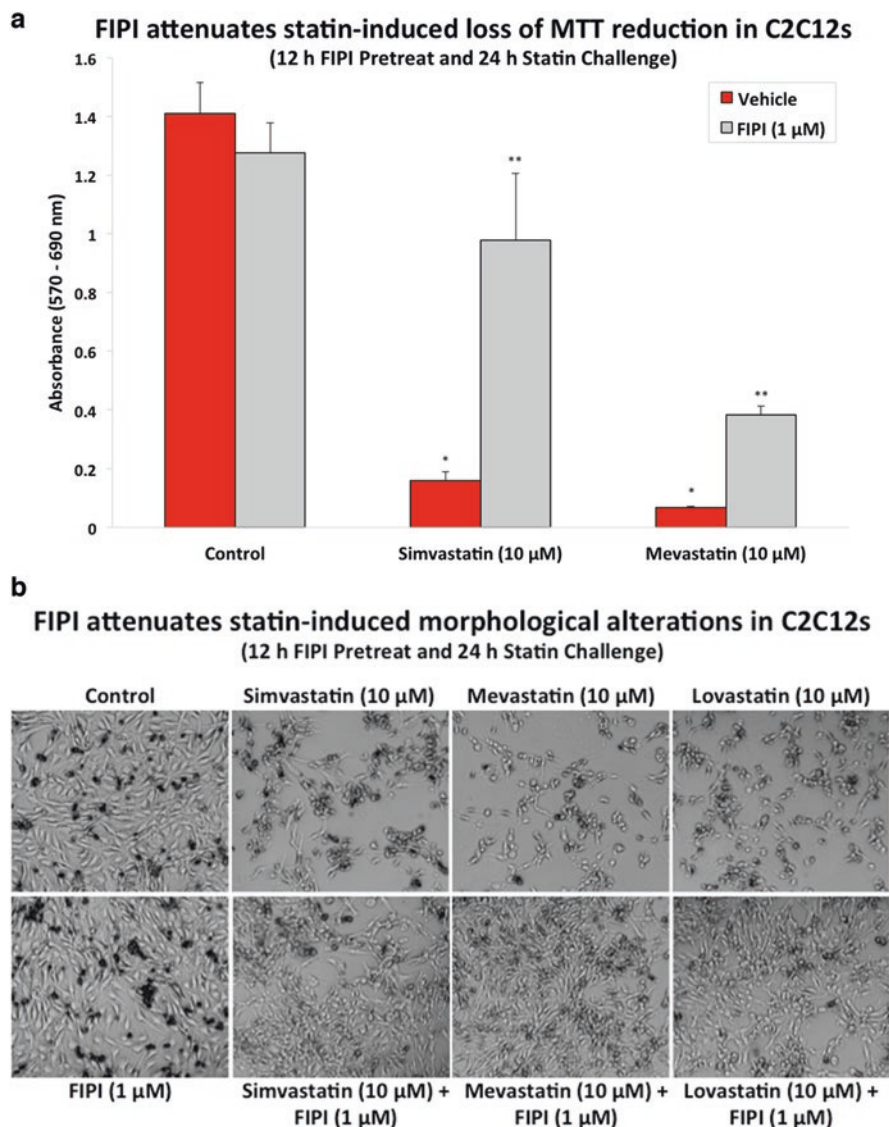 a
FIPI attenuates statin-induced loss of MTT reduction in C2C12s
(12 h FIPI Pretreat and 24 h Statin Challenge)
1.6
1.4
1.2
1
0.8
0.6
0.4
0.2
0
Absorbance (570 - 690 nm)
Vehicle
FIPI (1 µM)
**
*
**
*
Control
Simvastatin (10 µM)
Mevastatin (10 µM)
b
FIPI attenuates statin-induced morphological alterations in C2C12s
(12 h FIPI Pretreat and 24 h Statin Challenge)
Control
Simvastatin (10 µM)
Mevastatin (10 µM)
Lovastatin (10 µM)
FIPI (1 µM)
Simvastatin (10 µM) +
FIPI (1 µM)
Mevastatin (10 µM) +
FIPI (1 µM)
Lovastatin (10 µM) +
FIPI (1 µM)